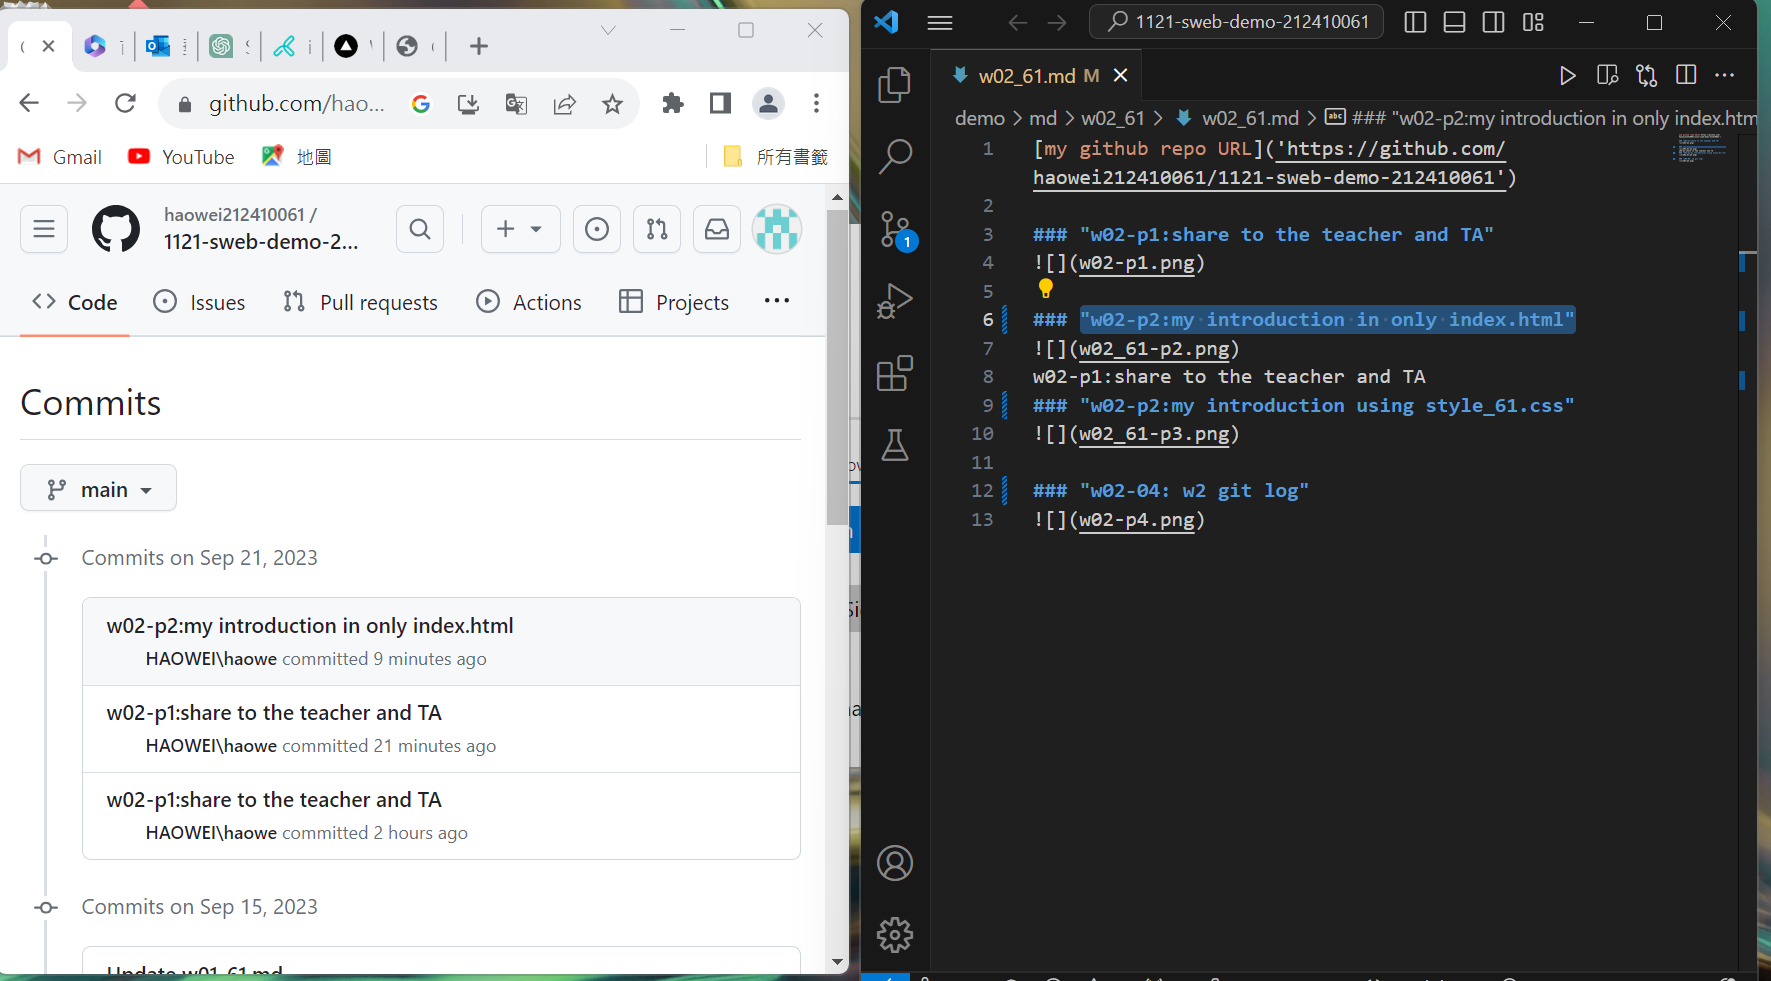 github.com/hao...
Gmail
YouTube
地圖
所有書籤
haowei212410061 /
1121-sweb-demo-2...
Code
Issues
Pull requests
Actions
Projects
Commits
main
Commits on Sep 21, 2023
w02-p2:my introduction in only index.html
HAOWEI\haowe committed 9 minutes ago
w02-p1:share to the teacher and TA
HAOWEI\haowe committed 21 minutes ago
w02-p1:share to the teacher and TA
HAOWEI\haowe committed 2 hours ago
Commits on Sep 15, 2023
Update w01_61.md
1121-sweb-demo-212410061
w02_61.md M
demo > md > w02_61 > w02_61.md > ### "w02-p2:my introduction in only index.htm
1 [my github repo URL]('https://github.com/
haowei212410061/1121-sweb-demo-212410061')
2
3 ### "w02-p1:share to the teacher and TA"
4 ![](w02-p1.png)
5
6 ### "w02-p2:my introduction in only index.html"
7 ![](w02_61-p2.png)
8 w02-p1:share to the teacher and TA
9 ### "w02-p2:my introduction using style_61.css"
10 ![](w02_61-p3.png)
11
12 ### "w02-04: w2 git log"
13 ![](w02-p4.png)
1